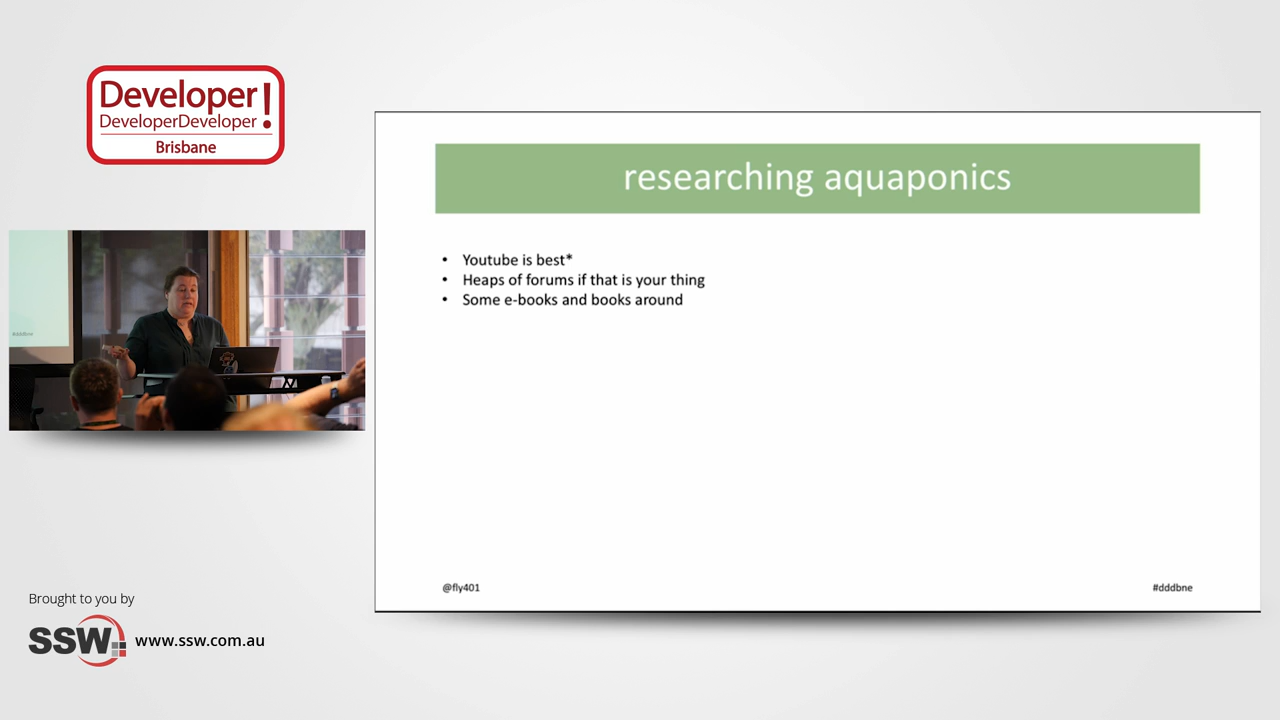 Developer!
DeveloperDeveloper
Brisbane
researching aquaponics
• Youtube is best*
• Heaps of forums if that is your thing
• Some e-books and books around
@fly401
#dddbne
#dddbne
Brought to you by
SSW
www.ssw.com.au